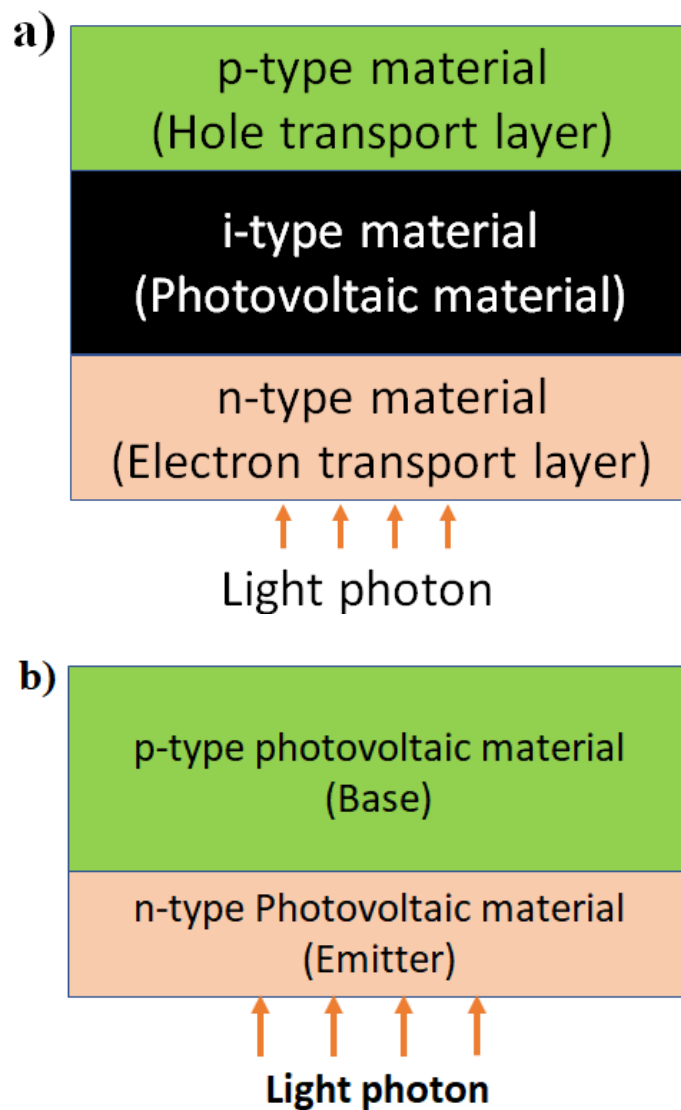 a)
p-type material
(Hole transport layer)
i-type material
(Photovoltaic material)
n-type material
(Electron transport layer)
Light photon
b)
p-type photovoltaic material
(Base)
n-type Photovoltaic material
(Emitter)
Light photon